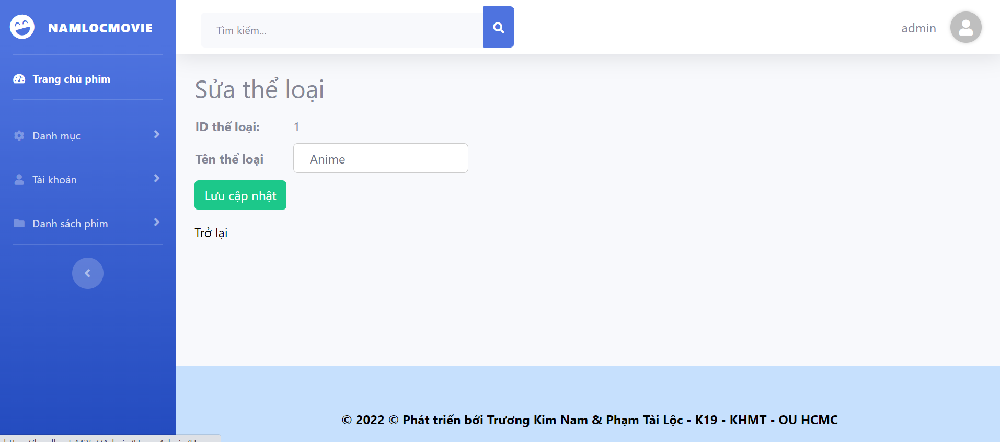 NAMLOCMOVIE
Tìm kiếm...
admin
Trang chủ phim
Danh mục
Tài khoản
Danh sách phim
Sửa thể loại
ID thể loại: 1
Tên thể loại Anime
Lưu cập nhật
Trở lại
© 2022 © Phát triển bới Trương Kim Nam & Phạm Tài Lộc - K19 - KHMT - OU HCMC